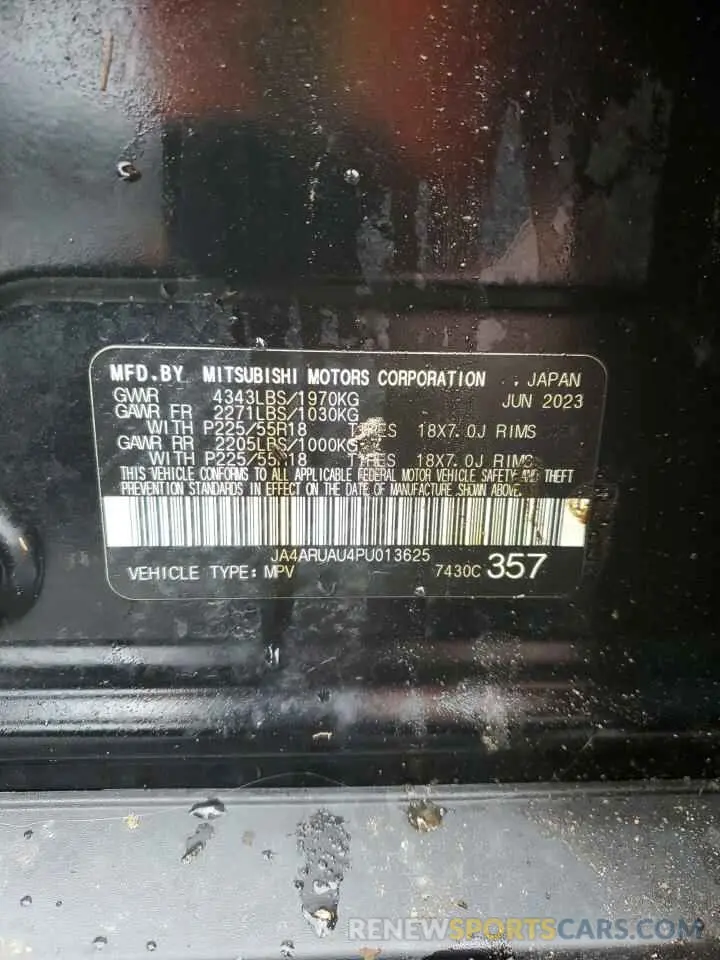 MFD.BY MITSUBISHI MOTORS CORPORATION , JAPAN
GVWR 4343LBS/1970KG JUN 2023
GAWR FR 2271LBS/1030KG
WITH P225/55R18 TIRES 18X7.0J RIMS
GAWR RR 2205LBS/1000KG
WITH P225/55R18 TIRES 18X7.0J RIMS
THIS VEHICLE CONFORMS TO ALL APPLICABLE FEDERAL MOTOR VEHICLE SAFETY AND THEFT
PREVENTION STANDARDS IN EFFECT ON THE DATE OF MANUFACTURE SHOWN ABOVE.
JA4ARUAU4PU013625
VEHICLE TYPE: MPV 7430C 357
RENEWSPORTSCARS.COM